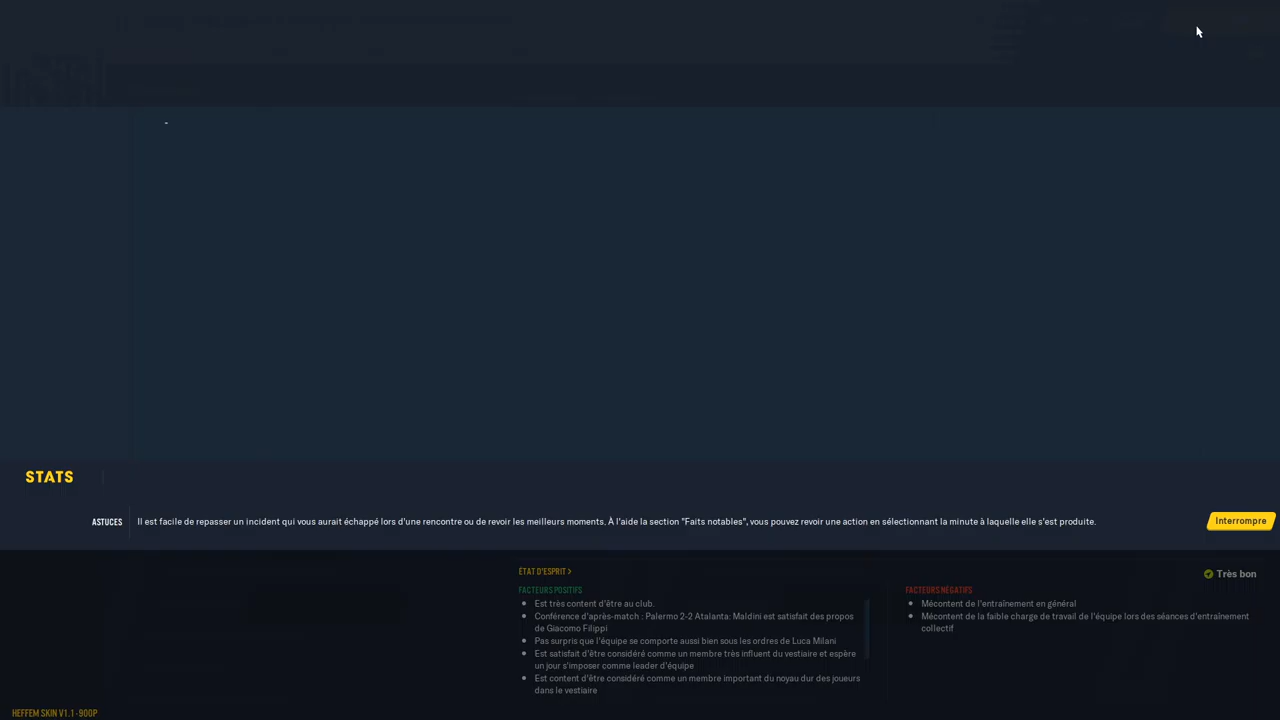 -
STATS
ASTUCES
Il est facile de repasser un incident qui vous aurait échappé lors d'une rencontre ou de revoir les meilleurs moments. À l'aide la section "Faits notables", vous pouvez revoir une action en sélectionnant la minute à laquelle elle s'est produite.
Interrompre
ÉTAT D'ESPRIT >
Très bon
FACTEURS POSITIFS
Est très content d'être au club.
Conférence d'après-match : Palermo 2-2 Atalanta: Maldini est satisfait des propos
de Giacomo Filippi
Pas surpris que l'équipe se comporte aussi bien sous les ordres de Luca Milani
Est satisfait d'être considéré comme un membre très influent du vestiaire et espère
un jour s'imposer comme leader d'équipe
Est content d'être considéré comme un membre important du noyau dur des joueurs
dans le vestiaire
FACTEURS NÉGATIFS
Mécontent de l'entraînement en général
Mécontent de la faible charge de travail de l'équipe lors des séances d'entraînement
collectif
HEFFEM SKIN V1.1 - 900P